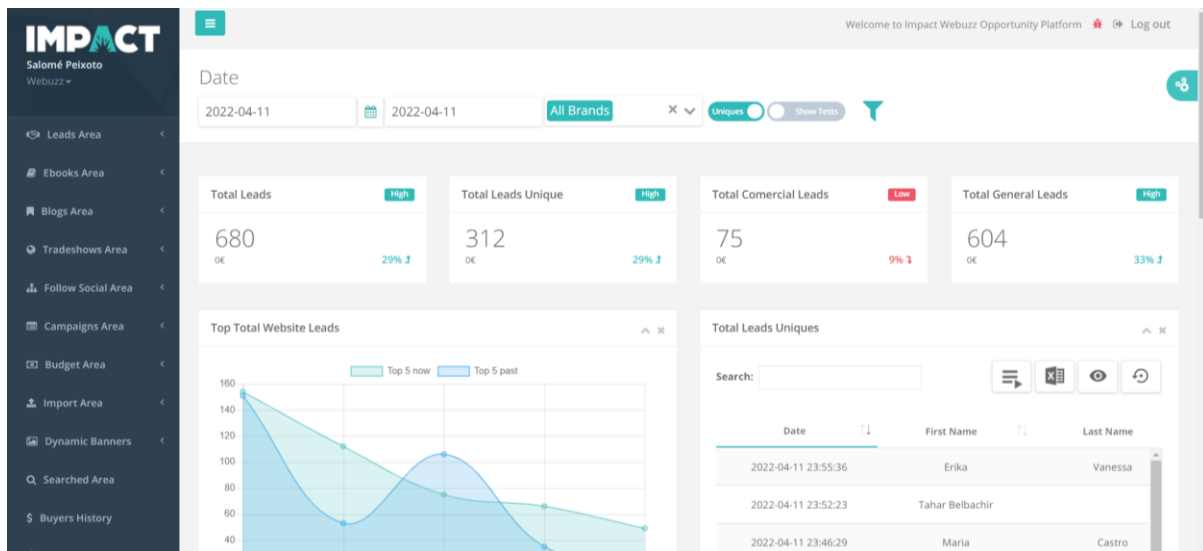 IMPACT
Salomé Peixoto
Webuzz
Leads Area
Ebooks Area
Blogs Area
Tradeshows Area
Follow Social Area
Campaigns Area
Budget Area
Import Area
Dynamic Banners
Searched Area
Buyers History
Welcome to Impact Webuzz Opportunity Platform Log out
Date
2022-04-11 2022-04-11 All Brands Uniques Show Tests
Total Leads High
680
0€ 29%
Total Leads Unique High
312
0€ 29%
Total Comercial Leads Low
75
0€ 9%
Total General Leads High
604
0€ 33%
Top Total Website Leads
Top 5 now Top 5 past
160
140
120
100
80
60
40
Total Leads Uniques
Search:
Date First Name Last Name
2022-04-11 23:55:36 Erika Vanessa
2022-04-11 23:52:23 Tahar Belbachir
2022-04-11 23:46:29 Maria Castro